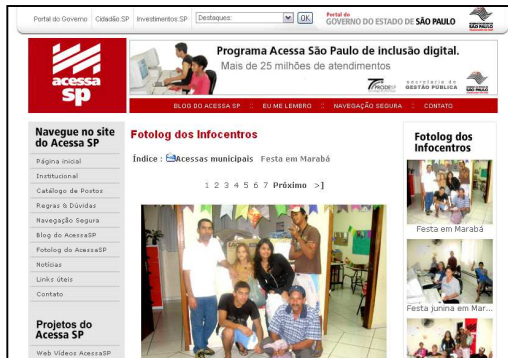 Portal do Governo Cidadão.SP Investimentos.SP Destaques: OK Portal do
GOVERNO DO ESTADO DE SÃO PAULO
acessa
sp
Programa Acessa São Paulo de inclusão digital.
Mais de 25 milhões de atendimentos
PRODESP
secretaria de
GESTÃO PÚBLICA
BLOG DO ACESSA SP :: EU ME LEMBRO :: NAVEGAÇÃO SEGURA :: CONTATO
Navegue no site
do Acessa SP
Página inicial
Institucional
Catálogo de Postos
Regras & Dúvidas
Navegação Segura
Blog do AcessaSP
Fotolog do AcessaSP
Notícias
Links úteis
Contato
Projetos do
Acessa SP
Web Vídeos AcessaSP
Fotolog dos Infocentros
Índice : Acessas municipais Festa em Marabá
1 2 3 4 5 6 7 Próximo >]
Fotolog dos
Infocentros
Festa em Marabá
Festa junina em Mar...